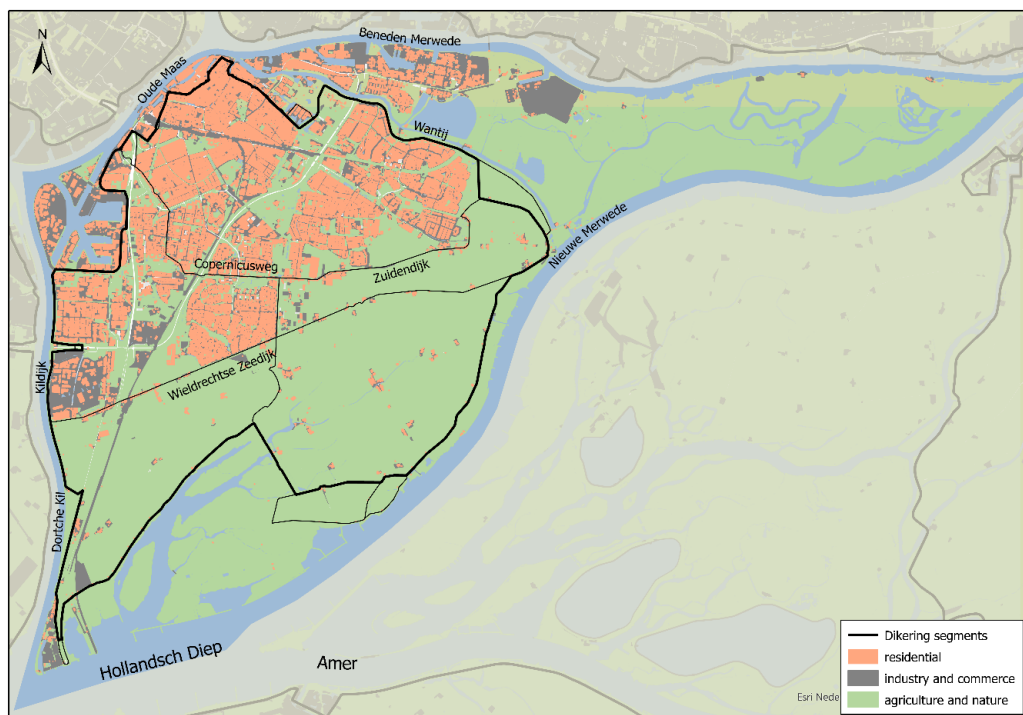 N
Beneden Merwede
Oude Maas
Wantij
Nieuwe Merwede
Copernicusweg
Zuidendijk
Wieldrechtse Zeedijk
Kildijk
Dortche Kil
Hollandsch Diep
Amer
Esri Nede
Dikering segments
residential
industry and commerce
agriculture and nature